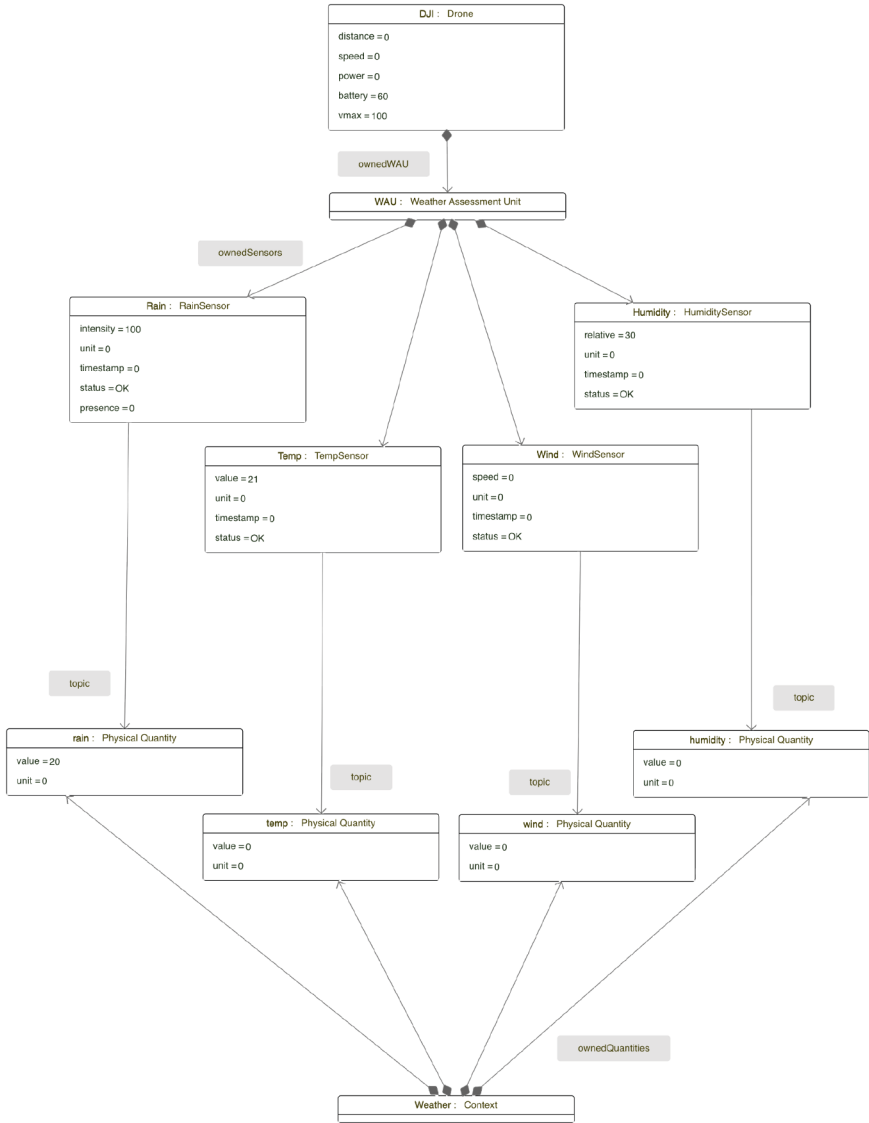 DJI : Drone
distance = 0
speed = 0
power = 0
battery = 60
vmax = 100
ownedWAU
WAU : Weather Assessment Unit
ownedSensors
Rain : RainSensor
intensity = 100
unit = 0
timestamp = 0
status = OK
presence = 0
Humidity : HumiditySensor
relative = 30
unit = 0
timestamp = 0
status = OK
Temp : TempSensor
value = 21
unit = 0
timestamp = 0
status = OK
Wind : WindSensor
speed = 0
unit = 0
timestamp = 0
status = OK
topic
topic
rain : Physical Quantity
value = 20
unit = 0
humidity : Physical Quantity
value = 0
unit = 0
topic
topic
temp : Physical Quantity
value = 0
unit = 0
wind : Physical Quantity
value = 0
unit = 0
ownedQuantities
Weather : Context